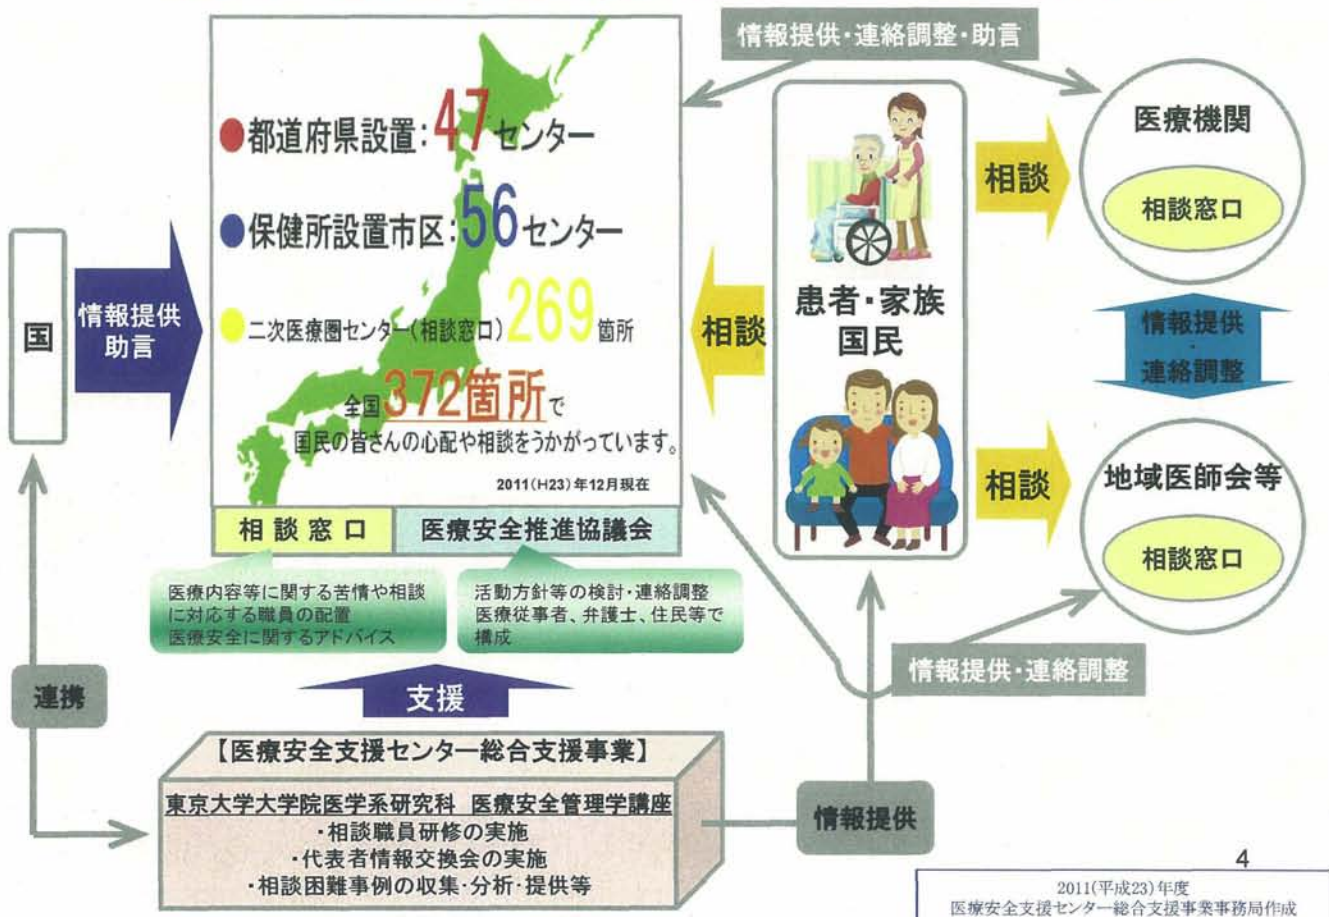 情報提供・連絡調整・助言
●都道府県設置:47センター
●保健所設置市区:56センター
●二次医療圏センター(相談窓口)269箇所
全国372箇所で
国民の皆さんの心配や相談をうかがっています。
2011(H23)年12月現在
相談窓口
医療安全推進協議会
国
情報提供
助言
相談
患者・家族
国民
相談
医療機関
相談窓口
情報提供
・
連絡調整
相談
地域医師会等
相談窓口
医療内容等に関する苦情や相談
に対応する職員の配置
医療安全に関するアドバイス
活動方針等の検討・連絡調整
医療従事者、弁護士、住民等で
構成
情報提供・連絡調整
連携
支援
【医療安全支援センター総合支援事業】
東京大学大学院医学系研究科 医療安全管理学講座
・相談職員研修の実施
・代表者情報交換会の実施
・相談困難事例の収集・分析・提供等
情報提供
4
2011(平成23)年度
医療安全支援センター総合支援事業事務局作成